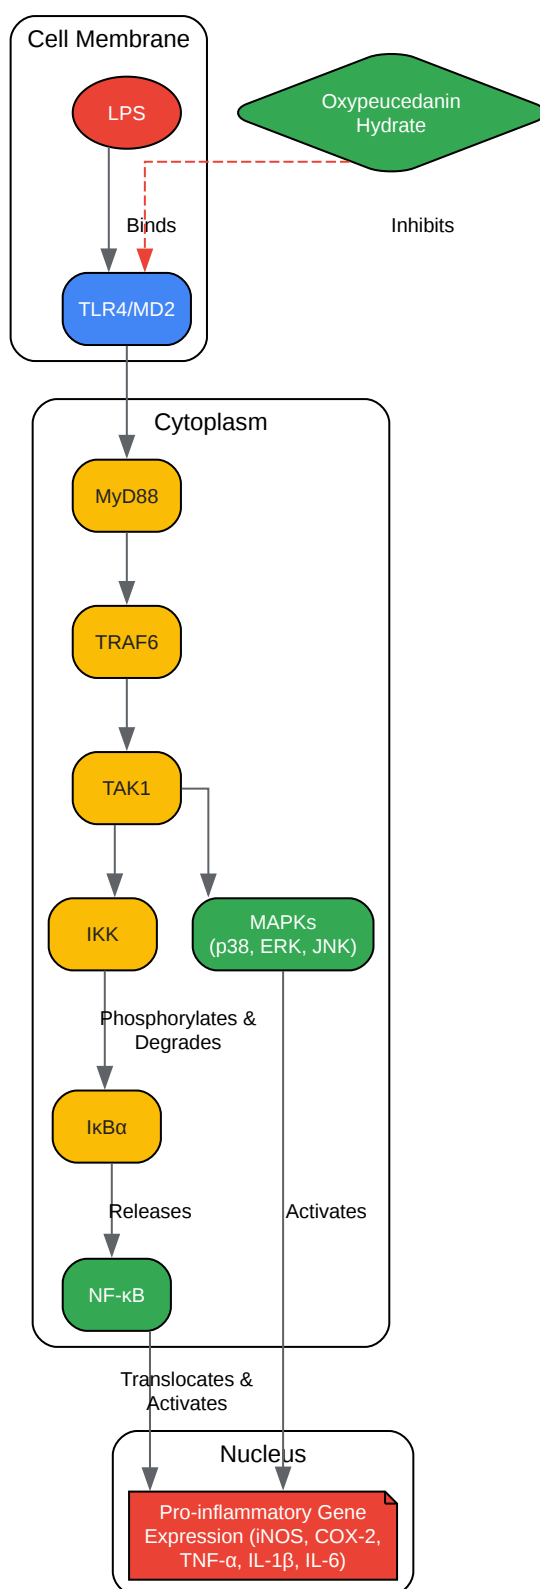 Cell Membrane
LPS
Oxypeucedanin
Hydrate
Binds
Inhibits
TLR4/MD2
Cytoplasm
MyD88
TRAF6
TAK1
IKK
MAPKs
(p38, ERK, JNK)
Phosphorylates &
Degrades
IκBα
Releases
Activates
NF-κB
Translocates &
Activates
Nucleus
Pro-inflammatory Gene
Expression (iNOS, COX-2,
TNF-α, IL-1β, IL-6)